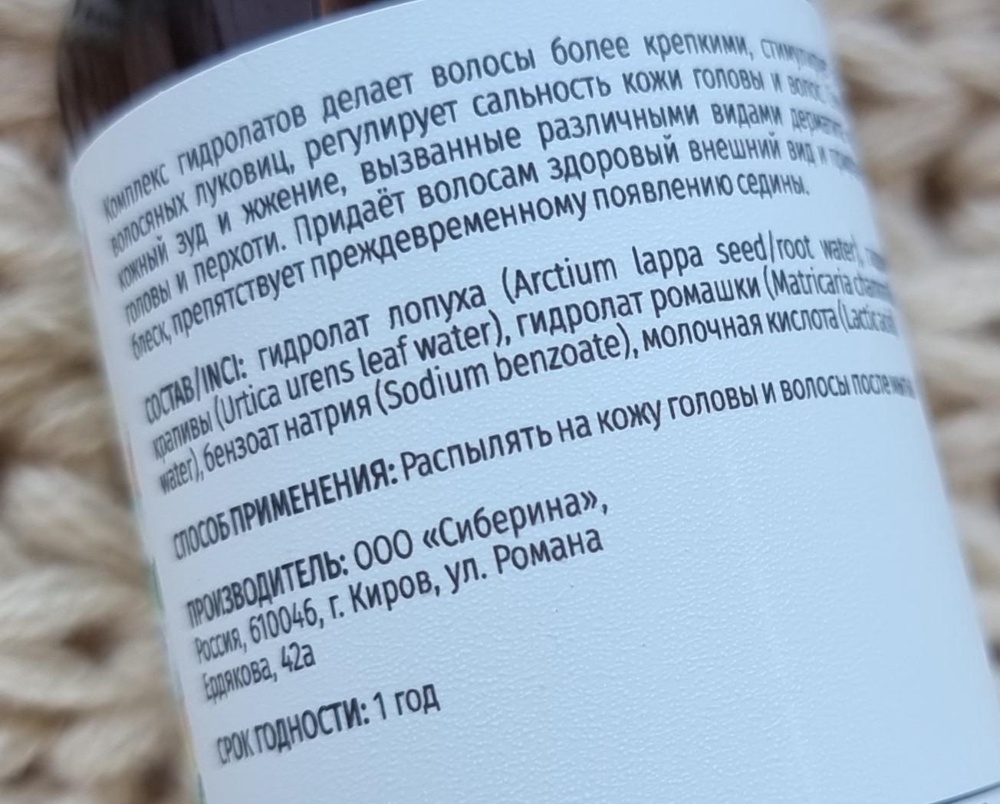 Комплекс гидролатов делает волосы более крепкими,
волосяных луковиц, регулирует сальность кожи головы и волос.
кожный зуд и жжение, вызванные различными видами
головы и перхоти. Придаёт волосам здоровый внешний вид и
блеск, препятствует преждевременному появлению седины.
СОСТАВ/INCI: гидролат лопуха (Arctium lappa seed/root water),
крапивы (Urtica urens leaf water), гидролат ромашки (Matricaria
water), бензоат натрия (Sodium benzoate), молочная кислота (Lactic acid)
СПОСОБ ПРИМЕНЕНИЯ: Распылять на кожу головы и волосы после
ПРОИЗВОДИТЕЛЬ: ООО «Сиберина»,
Россия, 610046, г. Киров, ул. Романа
Ердякова, 42а
СРОК ГОДНОСТИ: 1 год